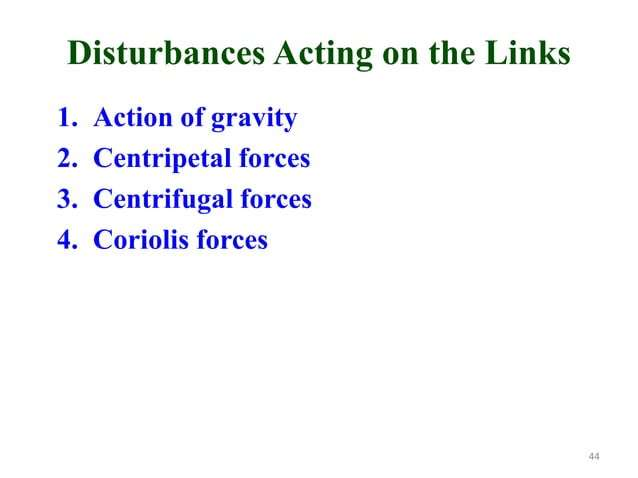 Disturbances Acting on the Links
1. Action of gravity
2. Centripetal forces
3. Centrifugal forces
4. Coriolis forces
44